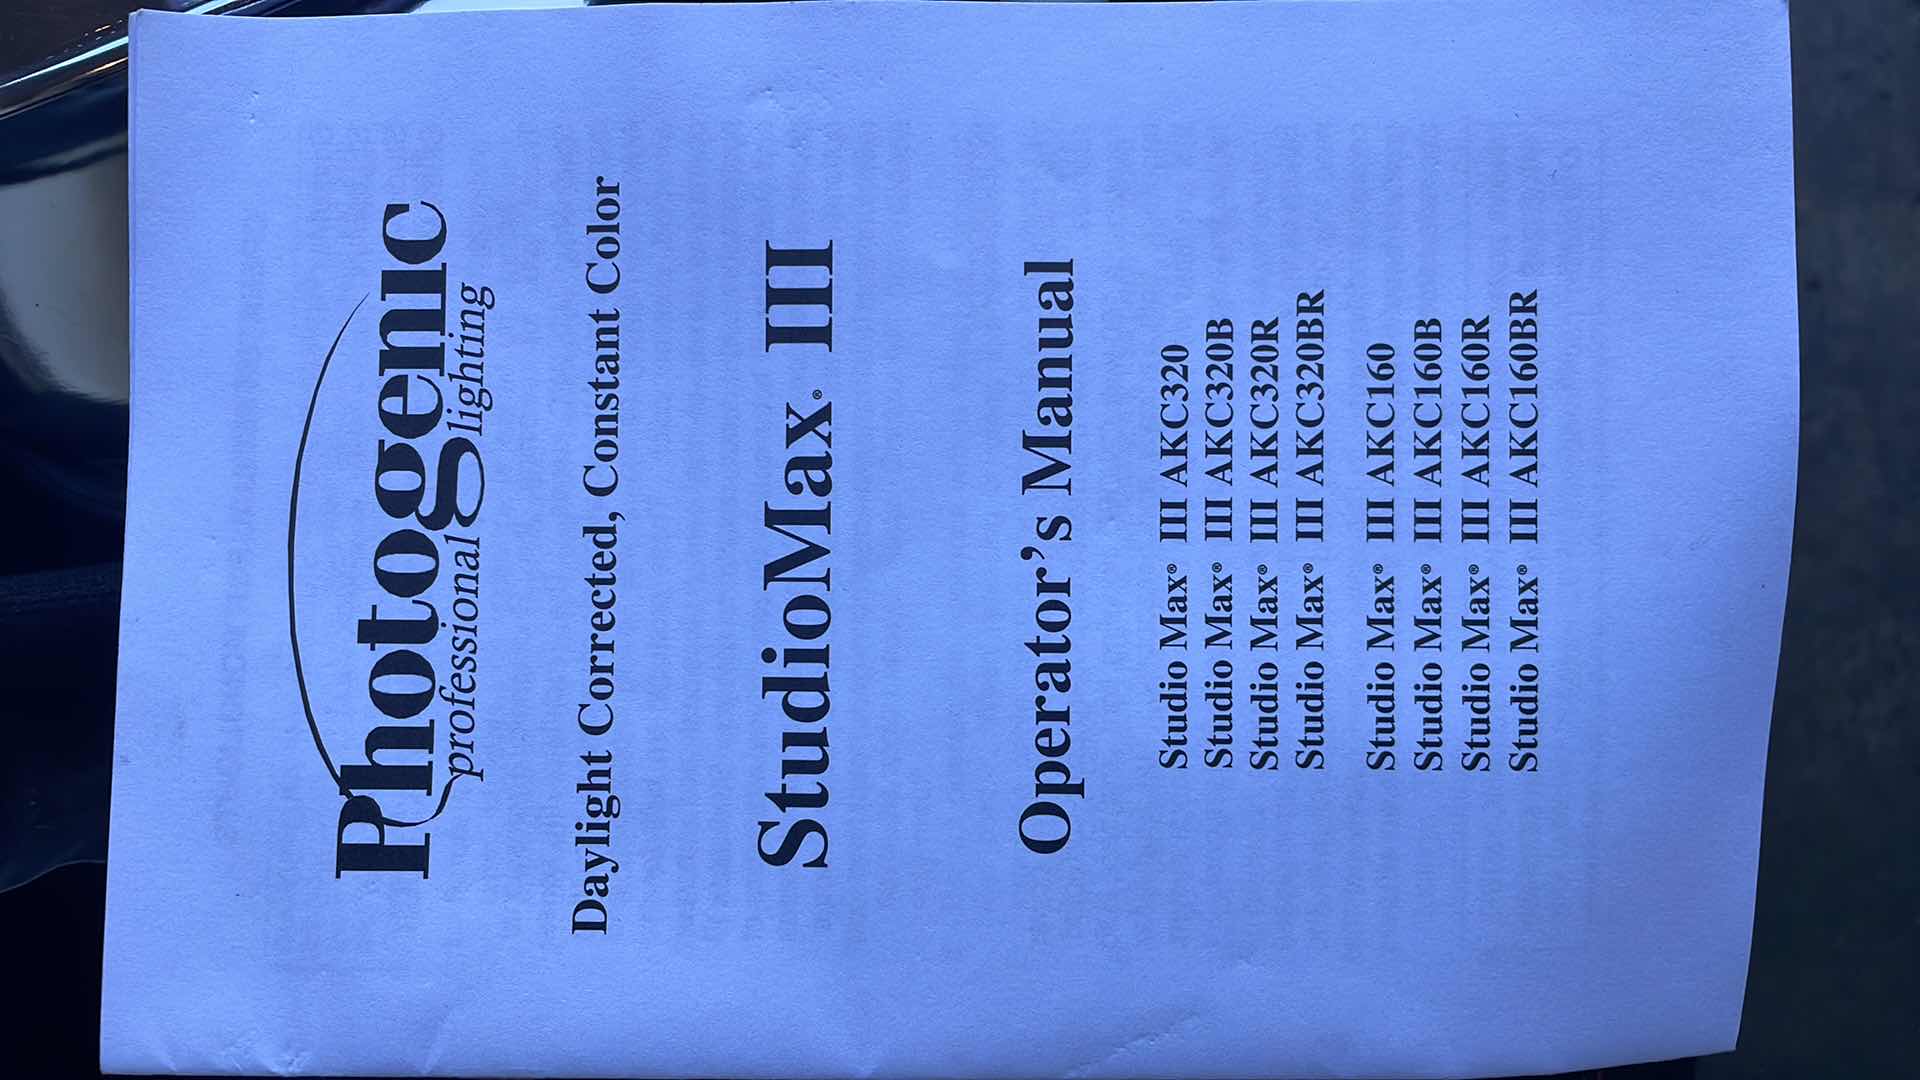 Photogenic
professional lighting
Daylight Corrected, Constant Color
StudioMax® III
Operator's Manual
Studio Max® III AKC320
Studio Max® III AKC320B
Studio Max® III AKC320R
Studio Max® III AKC320BR
Studio Max® III AKC160
Studio Max® III AKC160B
Studio Max® III AKC160R
Studio Max® III AKC160BR